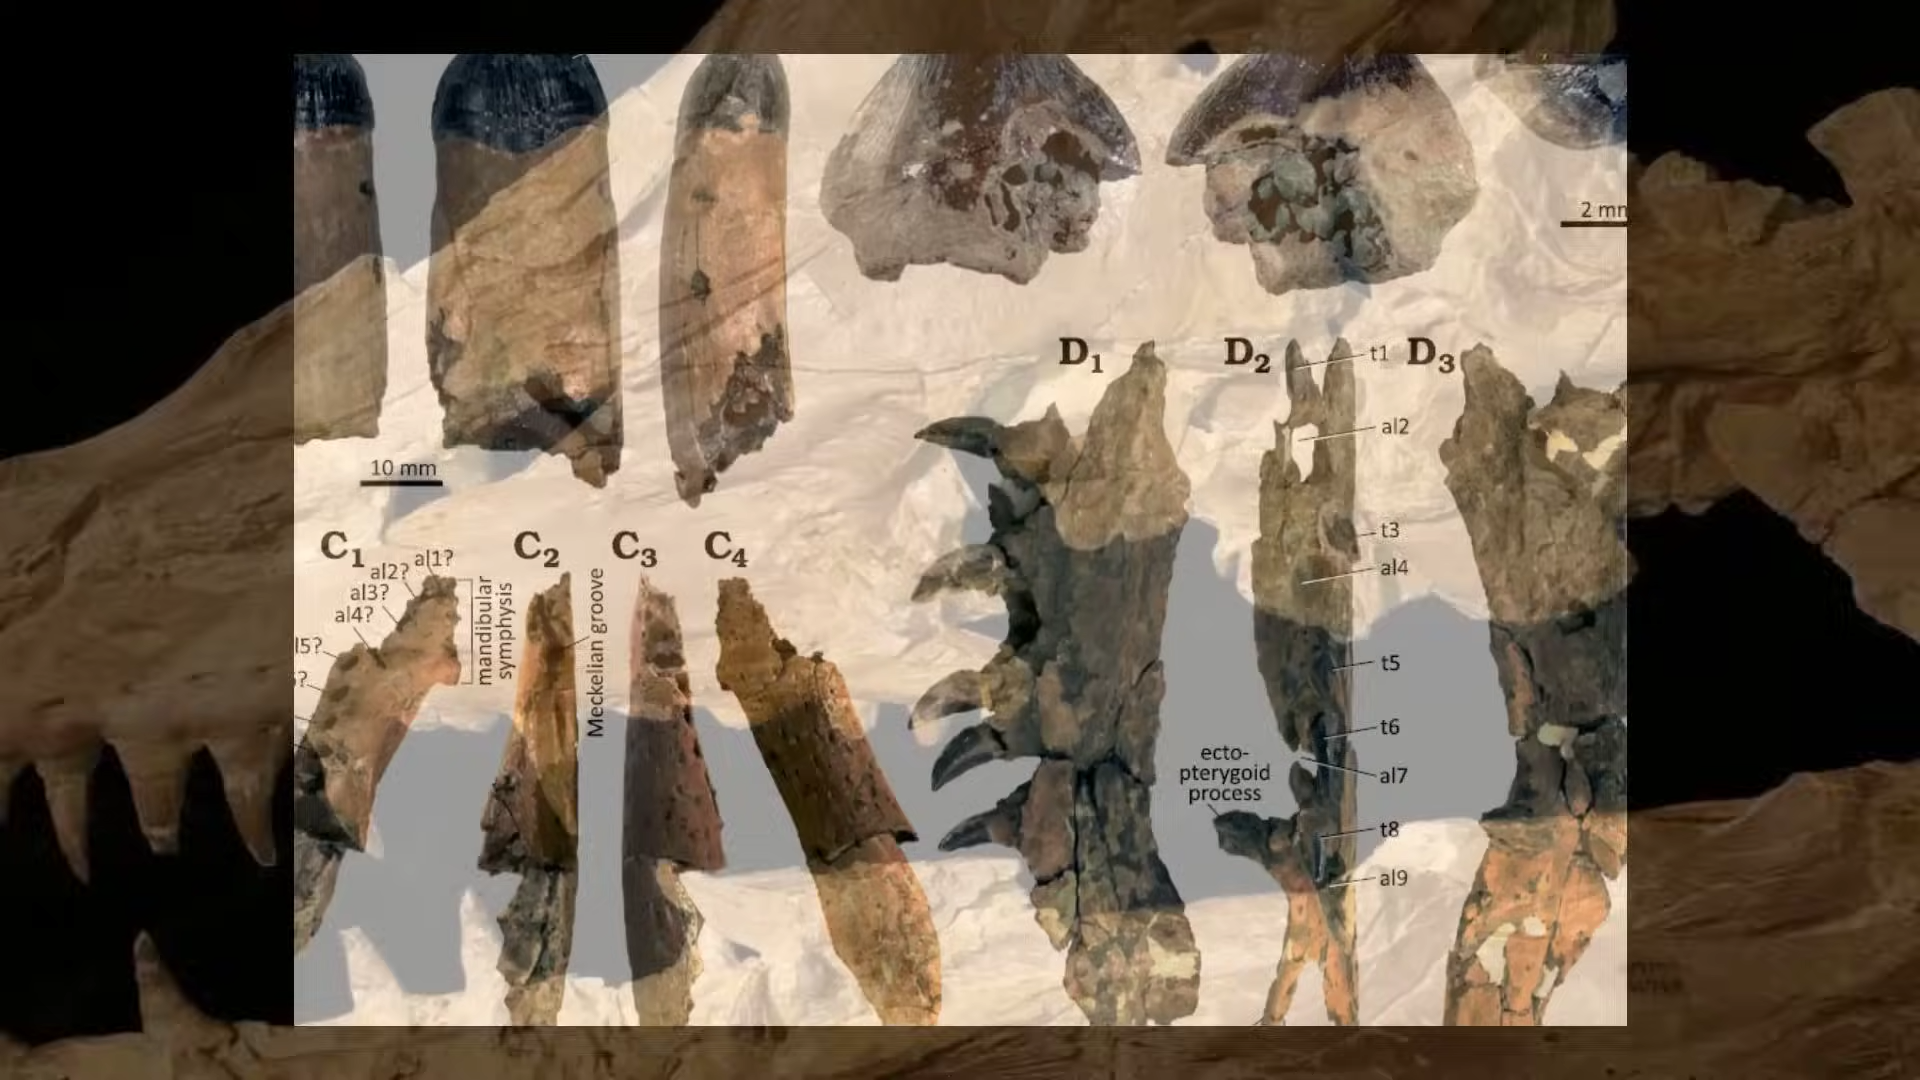 2 mm
D1
D2
t1
D3
al2
10 mm
t3
C1
C2
C3
C4
al1?
al2?
al3?
al4?
al4
l5?
?
mandibular
symphysis
Meckelian groove
t5
t6
ecto-
pterygoid
process
al7
t8
al9